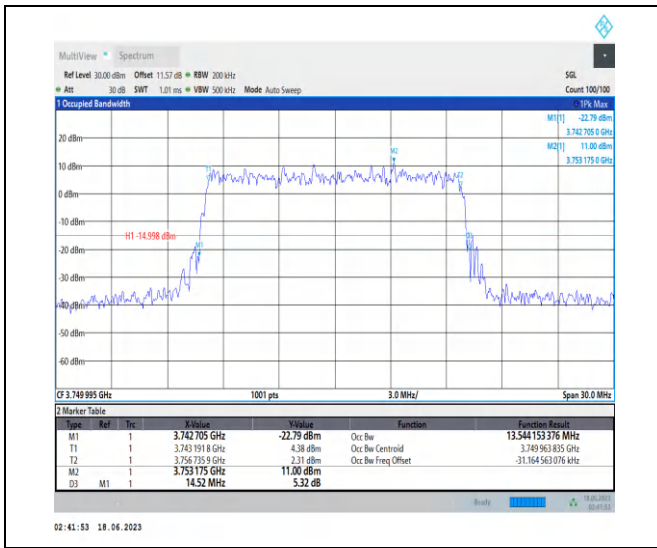 MultiView Spectrum
Ref Level 30.00 dBm Offset 11.57 dB RBW 200 kHz SGL
Att 30 dB SWT 1.01 ms VBW 500 kHz Mode Auto Sweep Count 100/100
1 Occupied Bandwidth 1Pk Max
M1[1] -22.79 dBm
3.742 705 0 GHz
M2[1] 11.00 dBm
3.753 175 0 GHz
20 dBm
M2
10 dBm
T1
T2
0 dBm
-10 dBm
H1 -14.998 dBm
M1
D3
-20 dBm
-30 dBm
-40 dBm
-50 dBm
-60 dBm
CF 3.749 995 GHz 1001 pts 3.0 MHz/ Span 30.0 MHz
2 Marker Table
Type Ref Trc X-Value Y-Value Function Function Result
M1 1 3.742 705 GHz -22.79 dBm Occ Bw 13.544 153 376 MHz
T1 1 3.743 191 8 GHz 4.38 dBm Occ Bw Centroid 3.749 963 835 GHz
T2 1 3.756 735 9 GHz 2.31 dBm Occ Bw Freq Offset -31.164 563 076 kHz
M2 1 3.753 175 GHz 11.00 dBm
D3 M1 1 14.52 MHz 5.32 dB
Ready 18.06.2023
02:41:53
02:41:53 18.06.2023